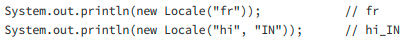 System.out.println(new Locale("fr"));            // fr
System.out.println(new Locale("hi", "IN"));      // hi_IN